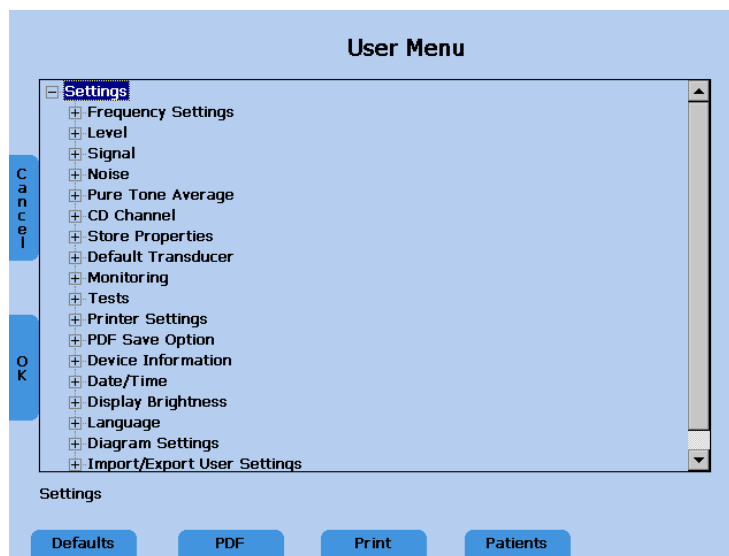 User Menu
Settings
Frequency Settings
Level
Signal
Noise
Pure Tone Average
CD Channel
Store Properties
Default Transducer
Monitoring
Tests
Printer Settings
PDF Save Option
Device Information
Date/Time
Display Brightness
Language
Diagram Settings
Import/Export User Settings
Cancel
OK
Settings
Defaults PDF Print Patients